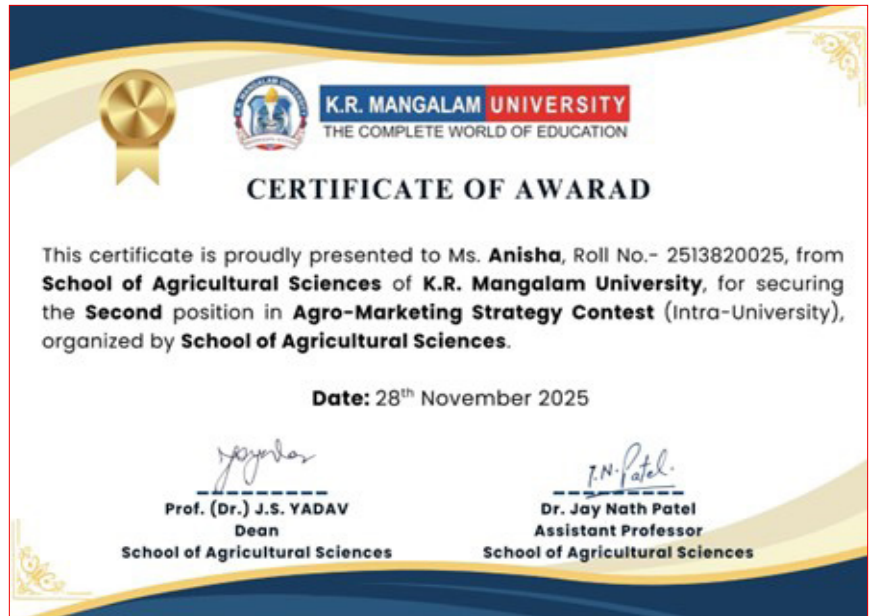 K.R. MANGALAM UNIVERSITY
THE COMPLETE WORLD OF EDUCATION
CERTIFICATE OF AWARAD
This certificate is proudly presented to Ms. Anisha, Roll No.- 2513820025, from
School of Agricultural Sciences of K.R. Mangalam University, for securing
the Second position in Agro-Marketing Strategy Contest (Intra-University),
organized by School of Agricultural Sciences.
Date: 28th November 2025
J.N. Patel.
Prof. (Dr.) J.S. YADAV
Dean
School of Agricultural Sciences
Dr. Jay Nath Patel
Assistant Professor
School of Agricultural Sciences